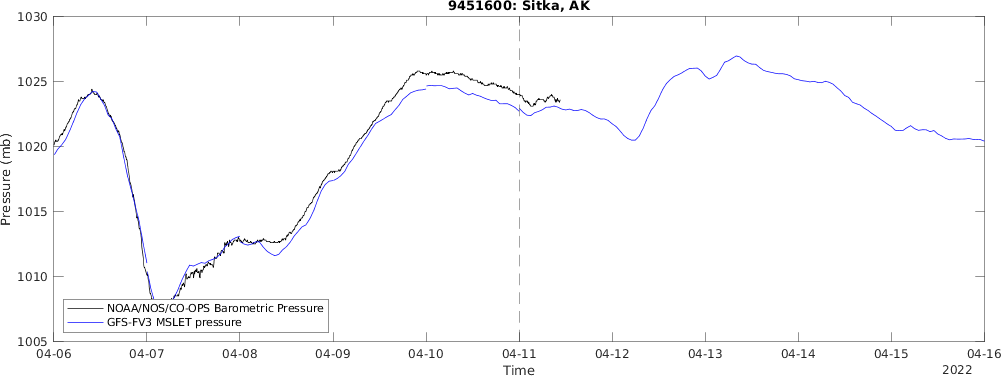 9451600: Sitka, AK
Pressure (mb)
1030
1025
1020
1015
1010
1005
NOAA/NOS/CO-OPS Barometric Pressure
GFS-FV3 MSLET pressure
04-06 04-07 04-08 04-09 04-10 04-11 04-12 04-13 04-14 04-15 04-16
Time
2022